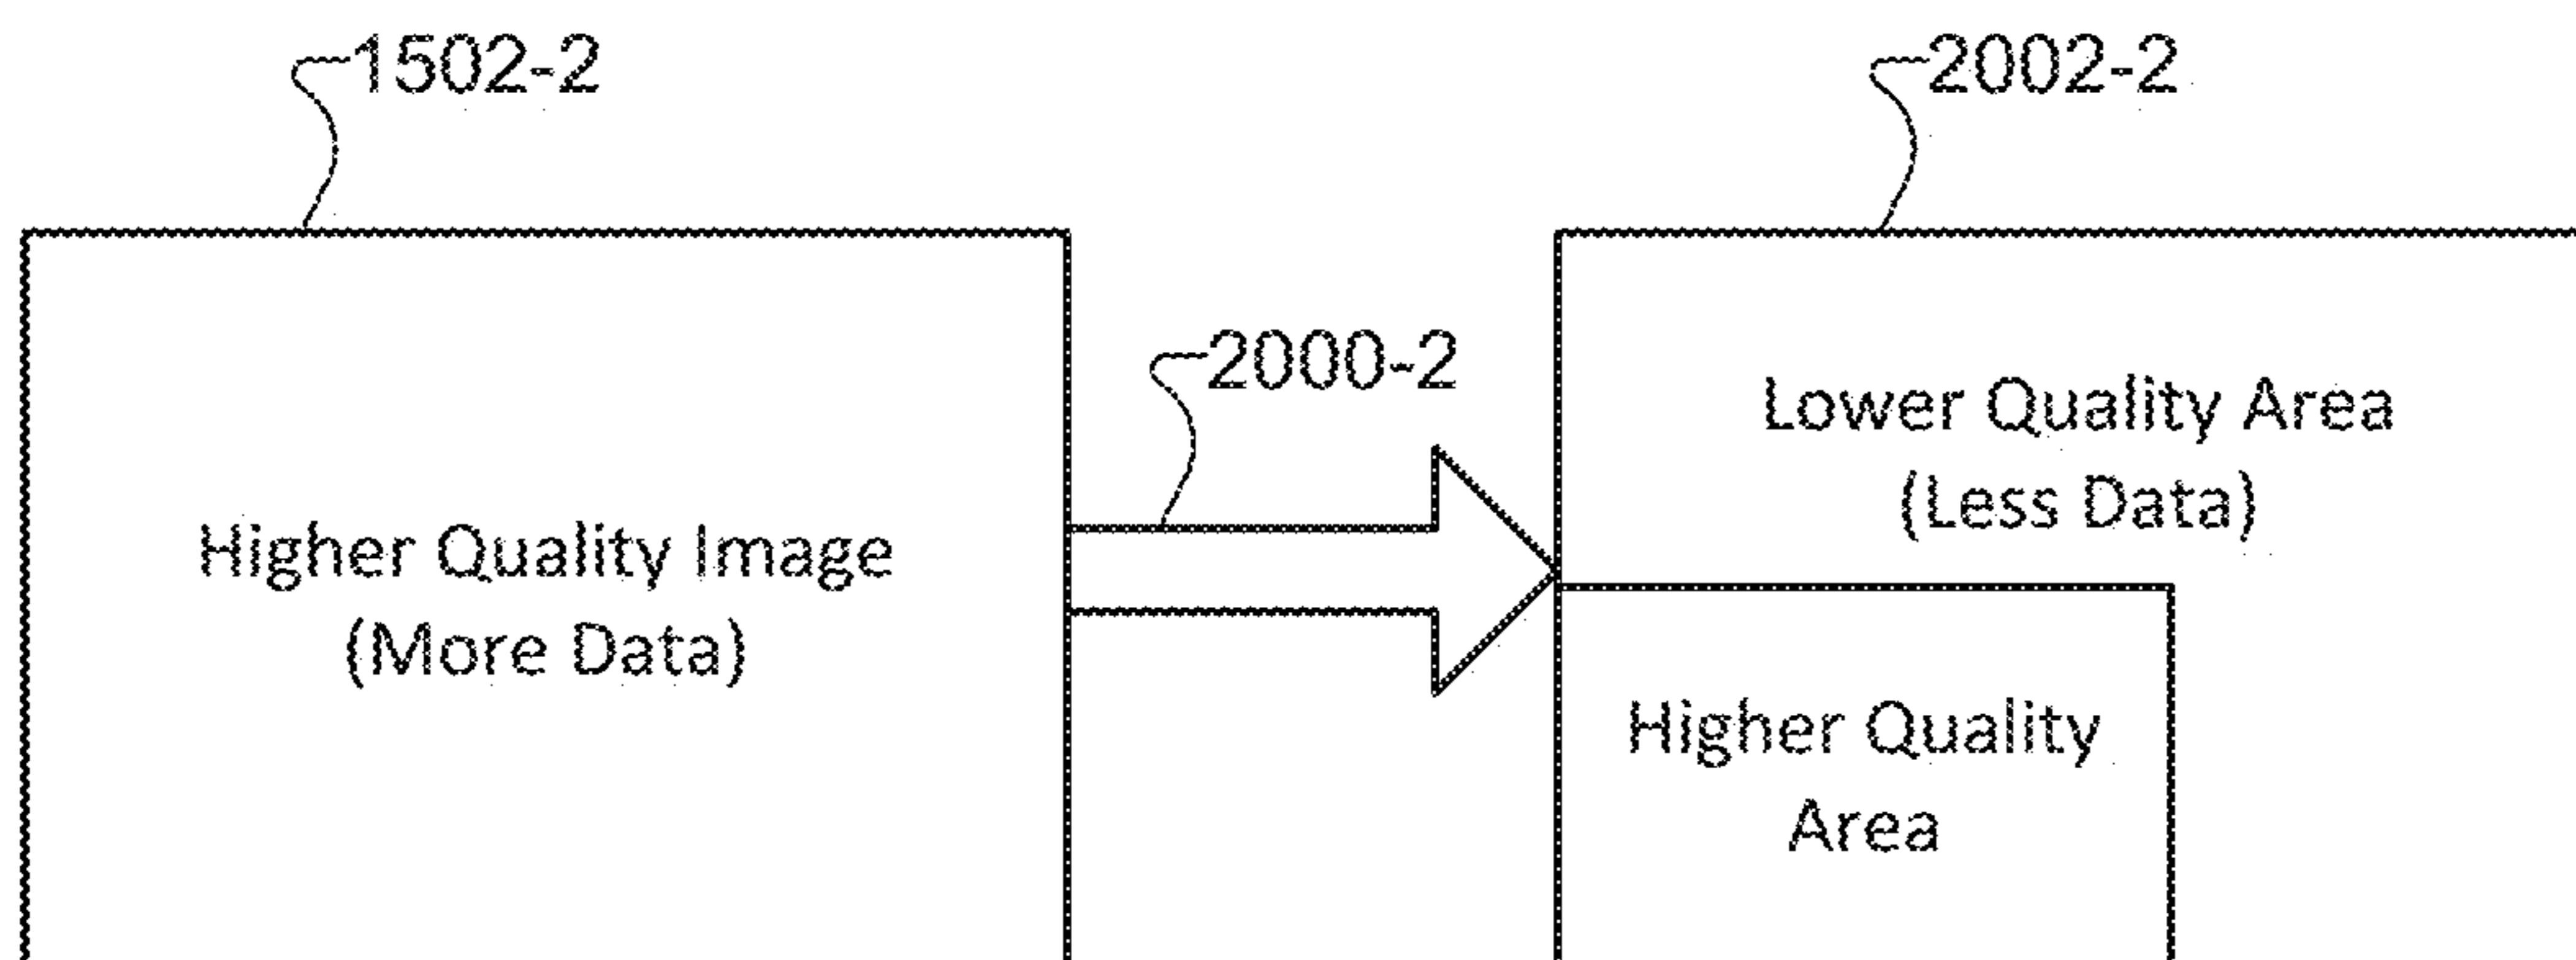 1502-2
2002-2
2000-2
Higher Quality Image
(More Data)
Lower Quality Area
(Less Data)
Higher Quality
Area